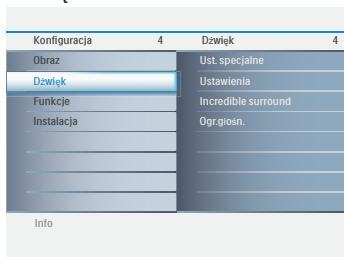 Konfiguracja 4 Dźwięk 4
Obraz Ust. specjalne
Dźwięk Ustawienia
Funkcje Incredible surround
Instalacja Ogr.głośn.
Info